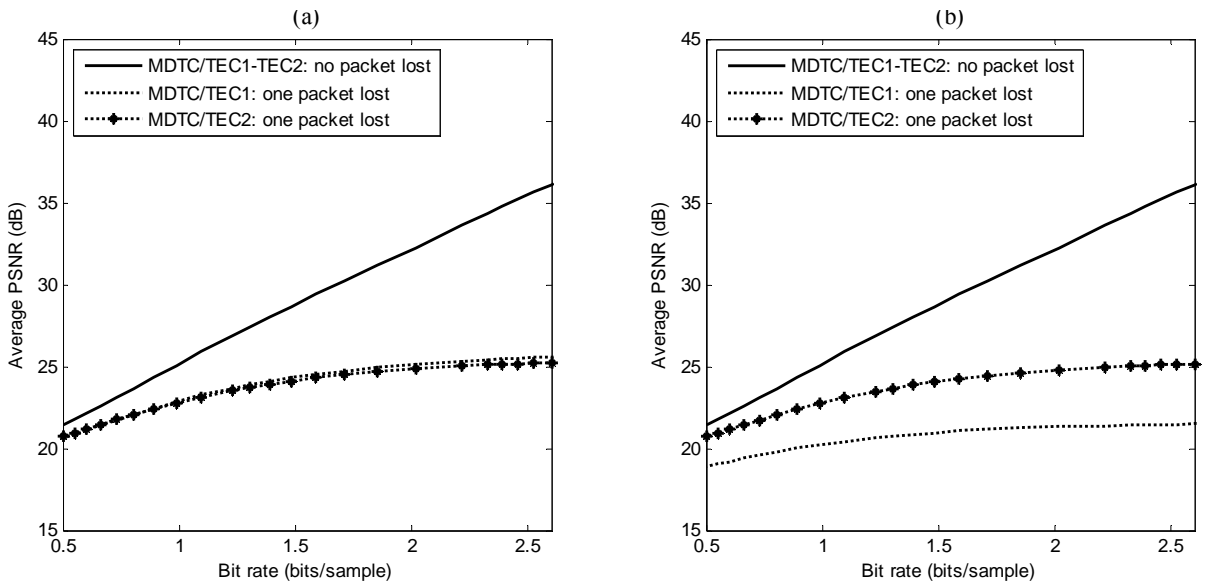 (a)
45
40
35
30
25
20
15
Average PSNR (dB)
MDTC/TEC1-TEC2: no packet lost
MDTC/TEC1: one packet lost
MDTC/TEC2: one packet lost
0.5 1 1.5 2 2.5
Bit rate (bits/sample)
(b)
45
40
35
30
25
20
15
Average PSNR (dB)
MDTC/TEC1-TEC2: no packet lost
MDTC/TEC1: one packet lost
MDTC/TEC2: one packet lost
0.5 1 1.5 2 2.5
Bit rate (bits/sample)